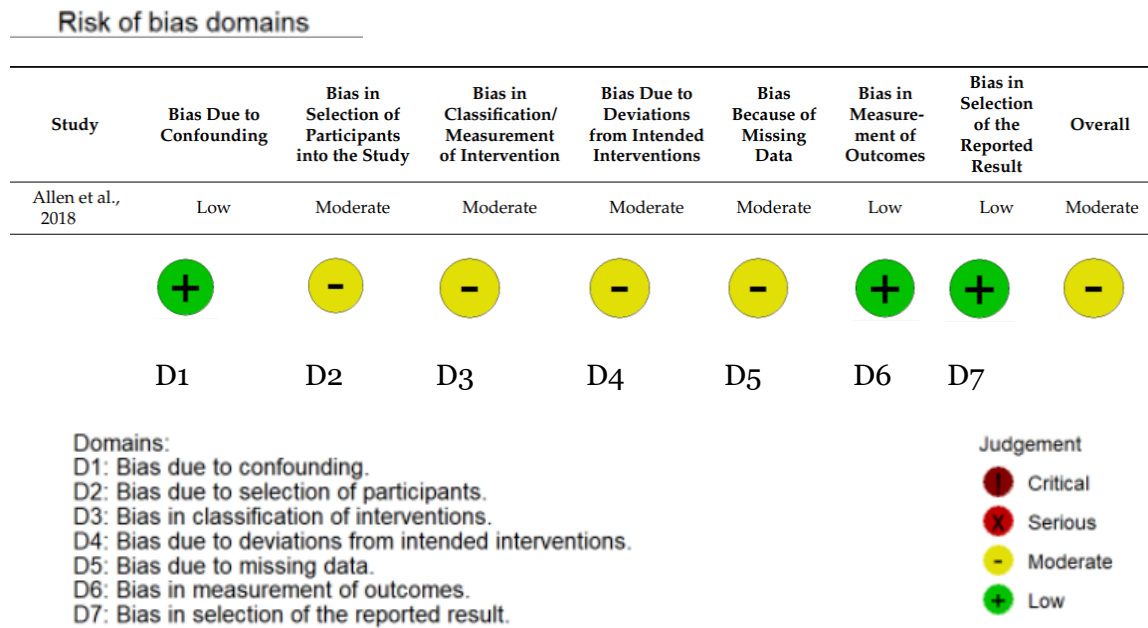 Risk of bias domains
Study
Bias Due to
Confounding
Bias in
Selection of
Participants
into the Study
Bias in
Classification/
Measurement
of Intervention
Bias Due to
Deviations
from Intended
Interventions
Bias
Because of
Missing
Data
Bias in
Measure-
ment of
Outcomes
Bias in
Selection
of the
Reported
Result
Overall
Allen et al.,
2018
Low
Moderate
Moderate
Moderate
Moderate
Low
Low
Moderate
+ - - - - + + -
D1 D2 D3 D4 D5 D6 D7
Domains:
D1: Bias due to confounding.
D2: Bias due to selection of participants.
D3: Bias in classification of interventions.
D4: Bias due to deviations from intended interventions.
D5: Bias due to missing data.
D6: Bias in measurement of outcomes.
D7: Bias in selection of the reported result.
Judgement
! Critical
X Serious
- Moderate
+ Low